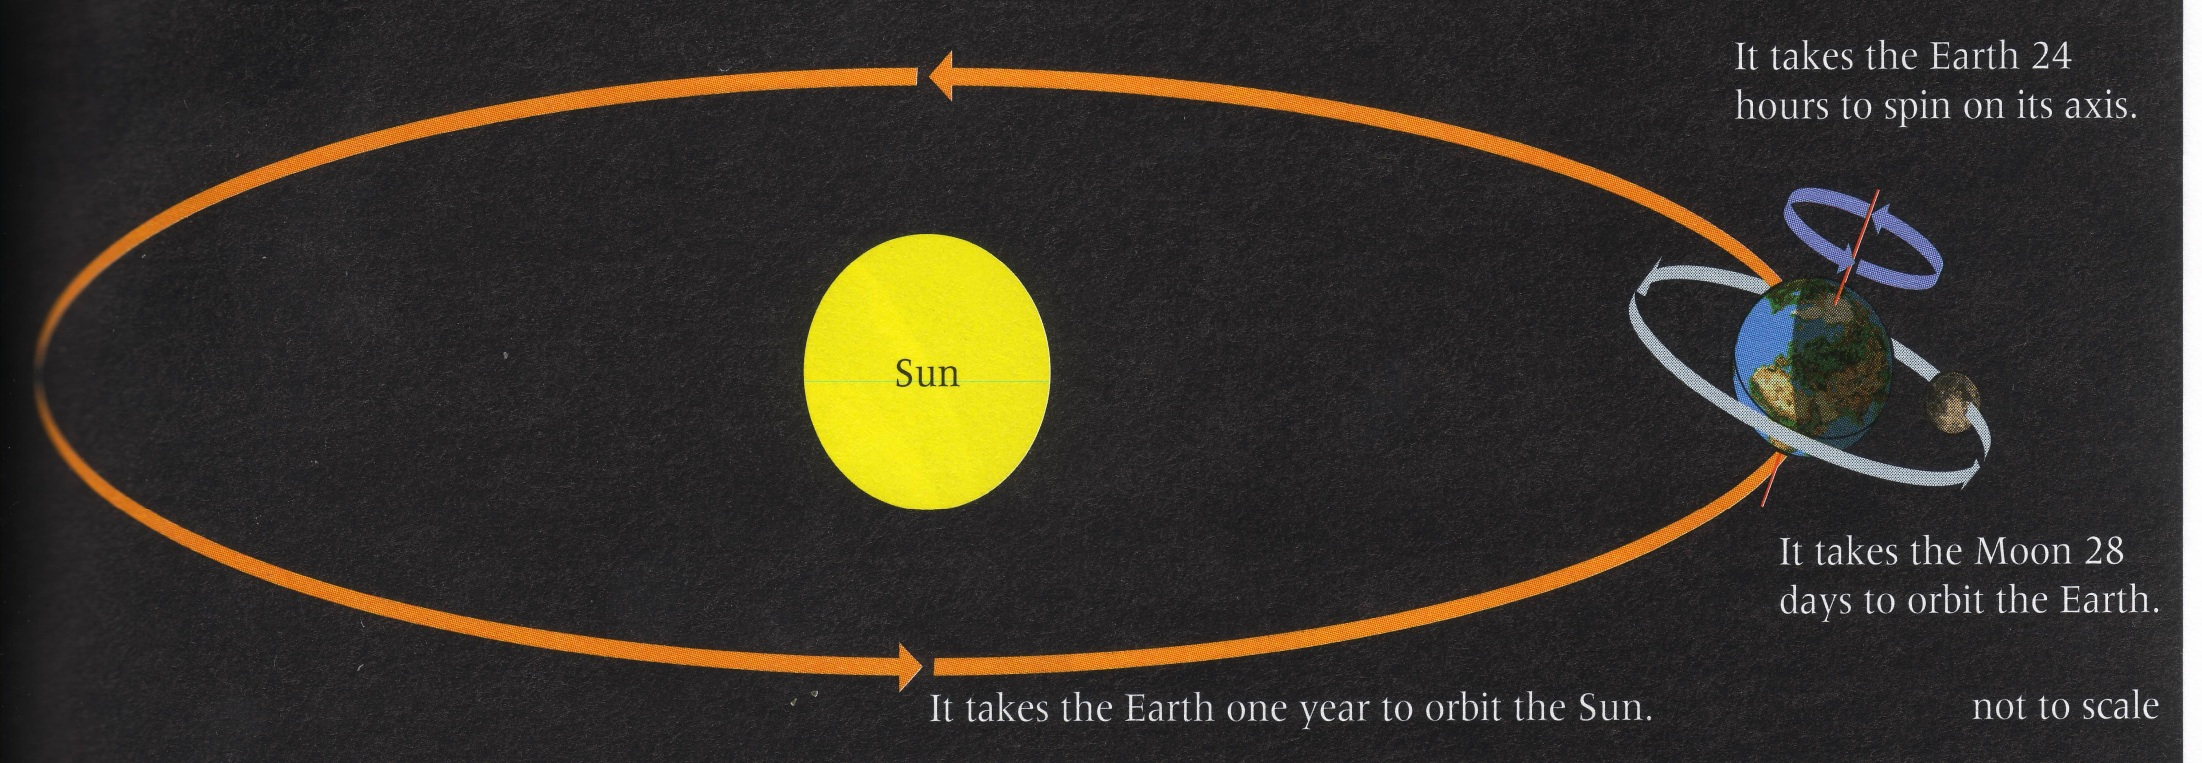 It takes the Earth 24
hours to spin on its axis.
Sun
It takes the Moon 28
days to orbit the Earth.
It takes the Earth one year to orbit the Sun.
not to scale